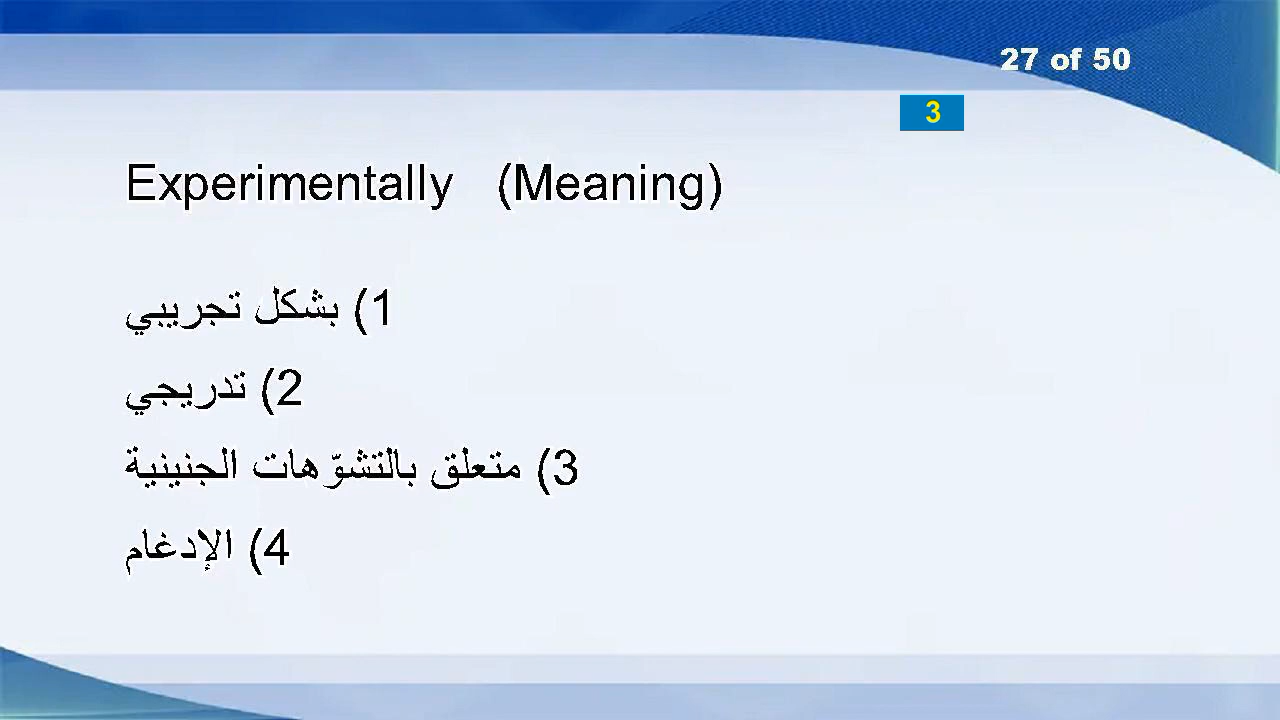 27 of 50
3
Experimentally (Meaning)
1) بشكل تجريبي
2) تدريجي
3) متعلق بالتشوّهات الجنينية
4) الإدغام